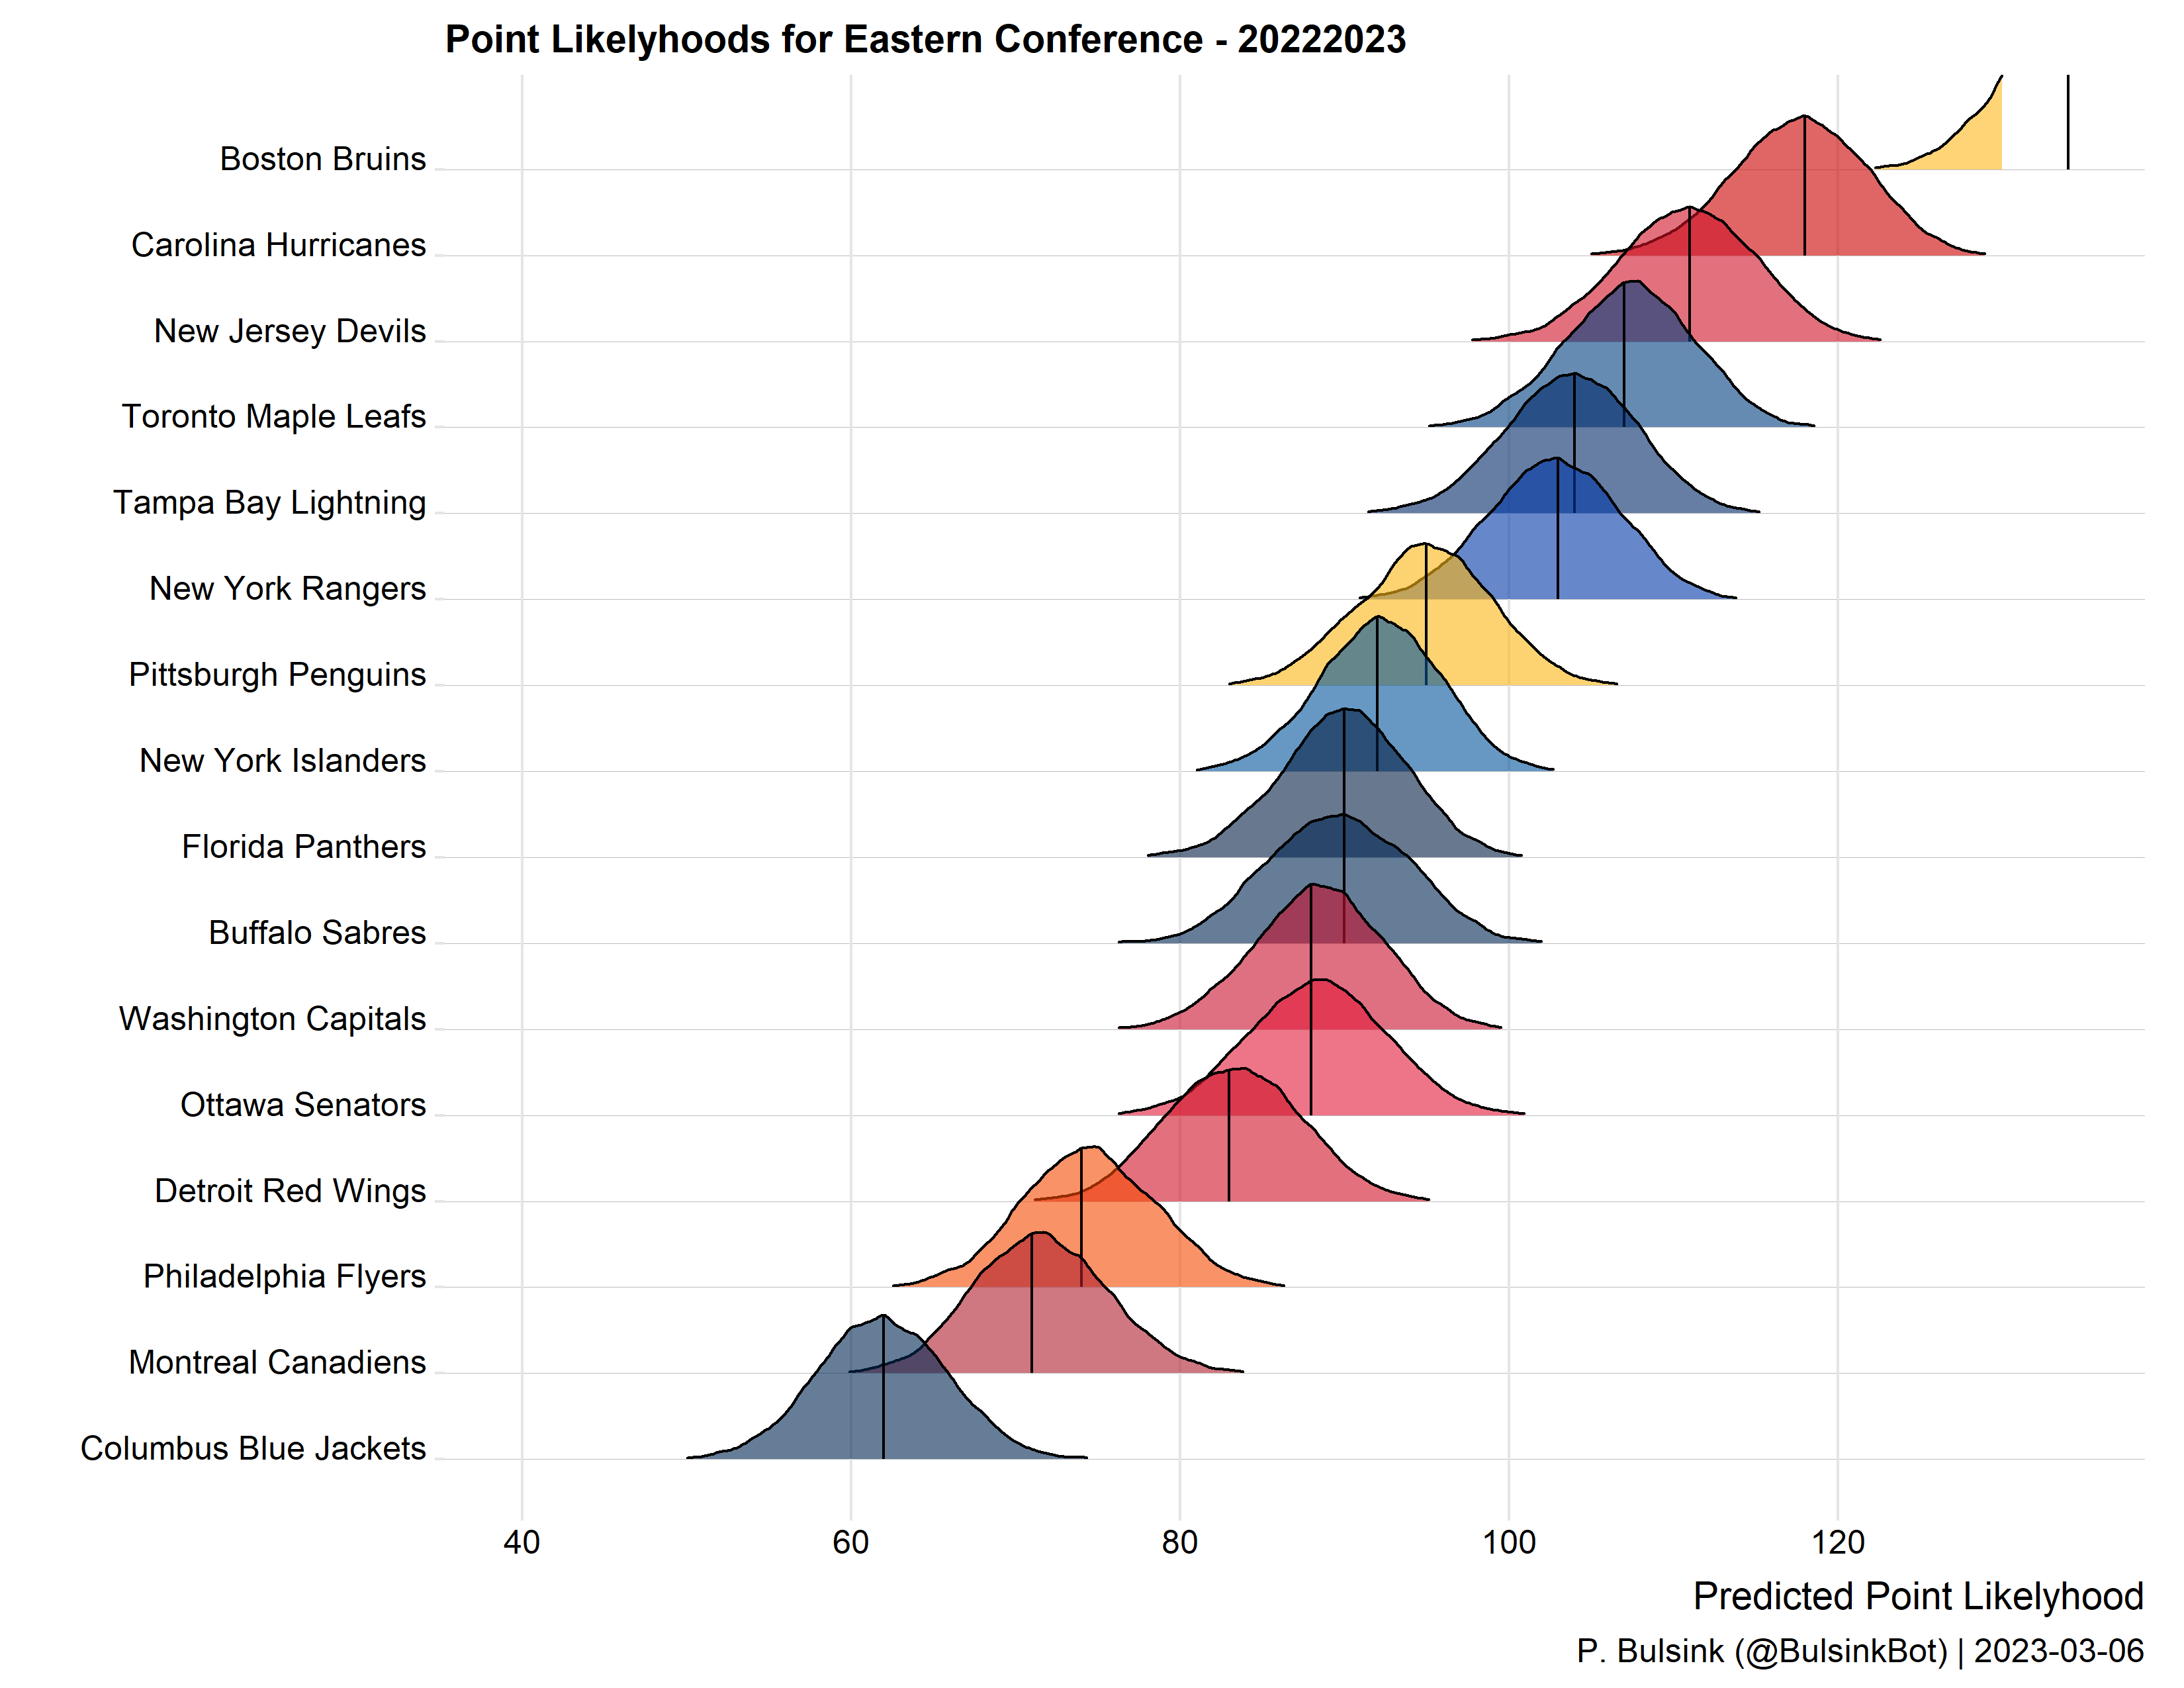 Point Likelyhoods for Eastern Conference - 20222023
Boston Bruins
Carolina Hurricanes
New Jersey Devils
Toronto Maple Leafs
Tampa Bay Lightning
New York Rangers
Pittsburgh Penguins
New York Islanders
Florida Panthers
Buffalo Sabres
Washington Capitals
Ottawa Senators
Detroit Red Wings
Philadelphia Flyers
Montreal Canadiens
Columbus Blue Jackets
40 60 80 100 120
Predicted Point Likelyhood
P. Bulsink (@BulsinkBot) | 2023-03-06